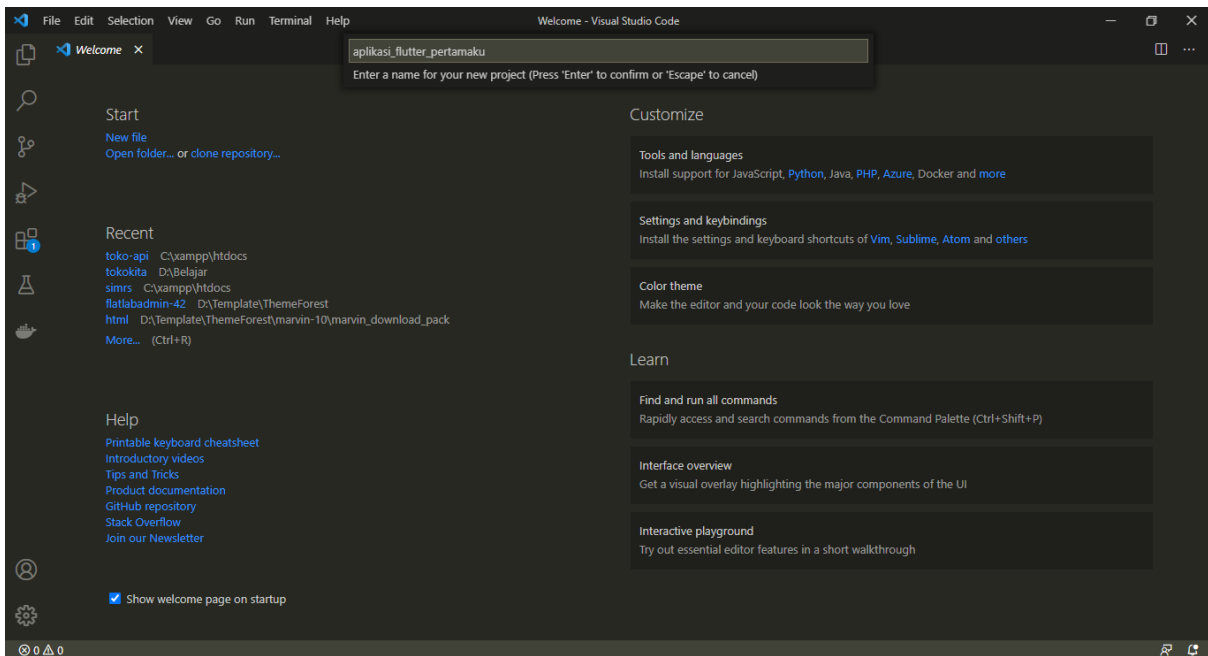 File Edit Selection View Go Run Terminal Help Welcome - Visual Studio Code
Welcome
aplikasi_flutter_pertamaku
Enter a name for your new project (Press 'Enter' to confirm or 'Escape' to cancel)
Start
New file
Open folder... or clone repository...
Recent
toko-api C:\xampp\htdocs
tokokita D:\Belajar
simrs C:\xampp\htdocs
flatlabadmin-42 D:\Template\ThemeForest
html D:\Template\ThemeForest\marvin-10\marvin_download_pack
More... (Ctrl+R)
Help
Printable keyboard cheatsheet
Introductory videos
Tips and Tricks
Product documentation
GitHub repository
Stack Overflow
Join our Newsletter
Show welcome page on startup
Customize
Tools and languages
Install support for JavaScript, Python, Java, PHP, Azure, Docker and more
Settings and keybindings
Install the settings and keyboard shortcuts of Vim, Sublime, Atom and others
Color theme
Make the editor and your code look the way you love
Learn
Find and run all commands
Rapidly access and search commands from the Command Palette (Ctrl+Shift+P)
Interface overview
Get a visual overlay highlighting the major components of the UI
Interactive playground
Try out essential editor features in a short walkthrough
1
0 0